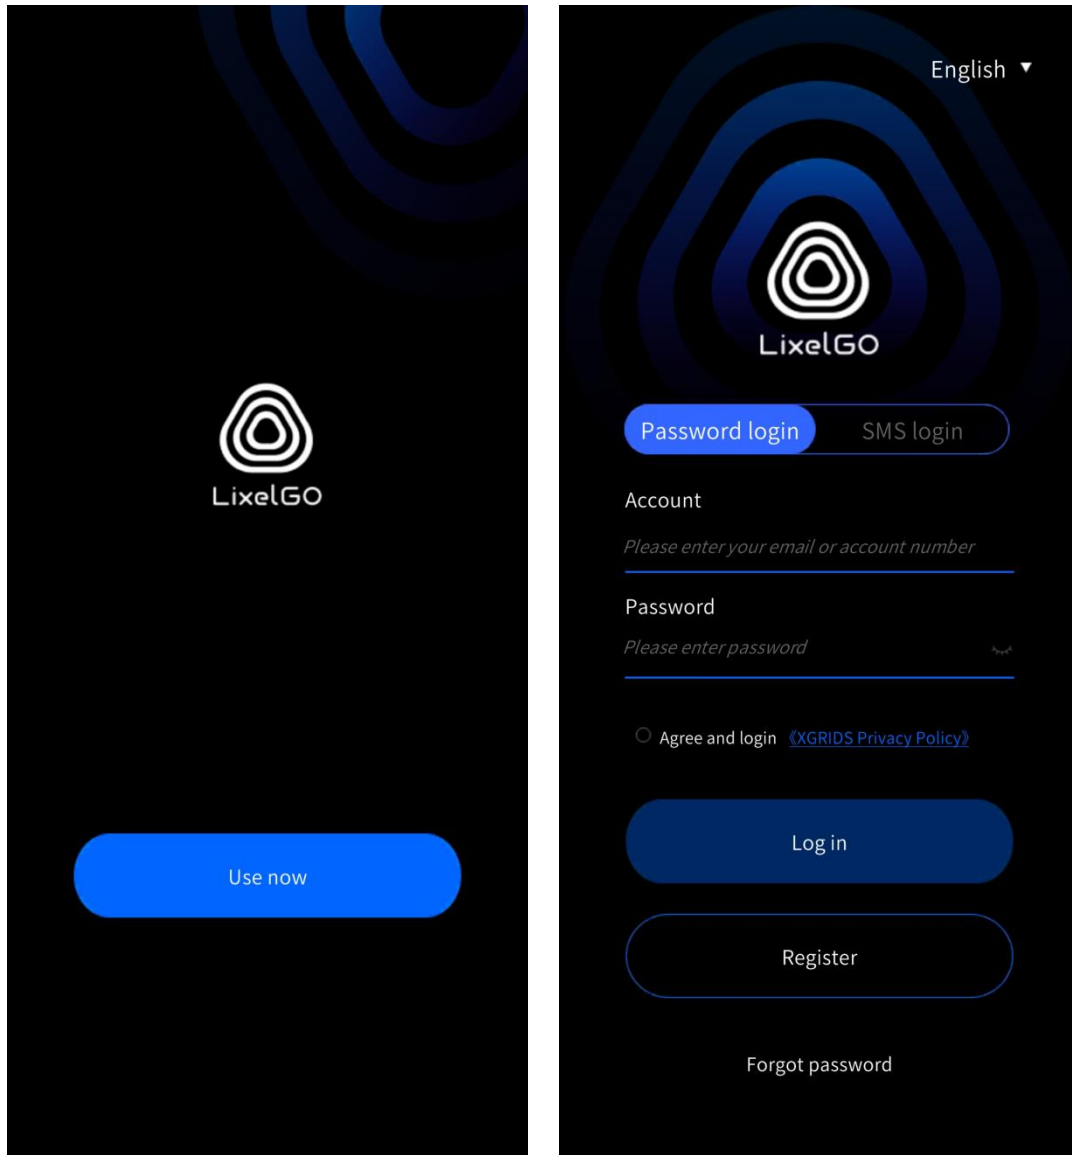 LixelGO
Use now
English
LixelGO
Password login
SMS login
Account
Please enter your email or account number
Password
Please enter password
Agree and login 《XGRIDS Privacy Policy》
Log in
Register
Forgot password